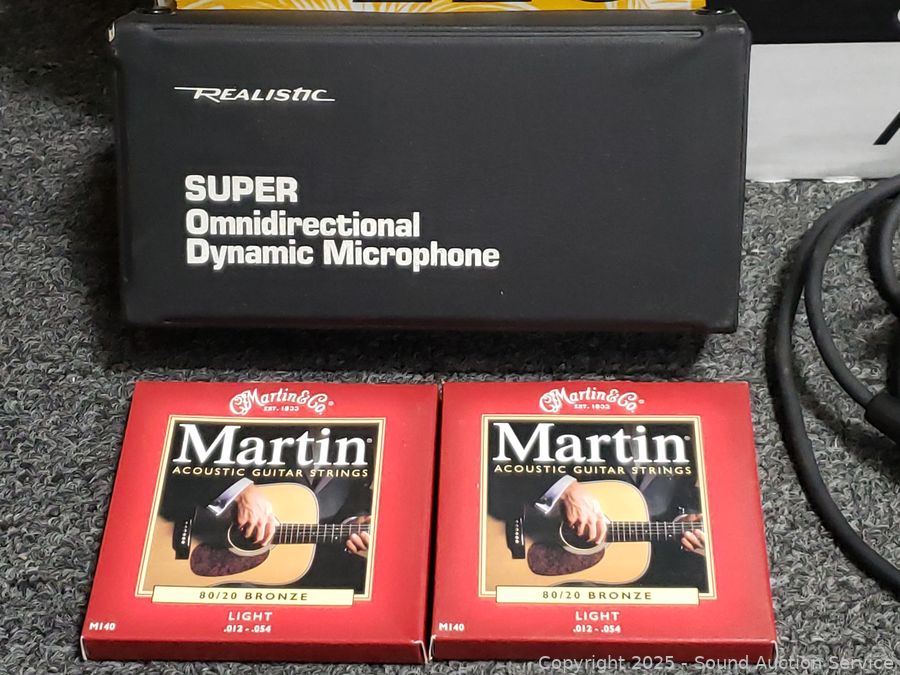 REALISTIC
SUPER
Omnidirectional
Dynamic Microphone
C.F. Martin & Co.®
EST. 1833
Martin®
ACOUSTIC GUITAR STRINGS
80/20 BRONZE
LIGHT
M140
.012 - .054
C.F. Martin & Co.®
EST. 1833
Martin®
ACOUSTIC GUITAR STRINGS
80/20 BRONZE
LIGHT
M140
.012 - .054
Copyright 2025 - Sound Auction Service